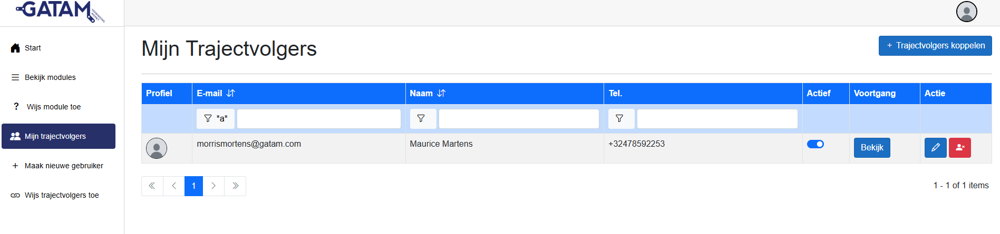 GATAM
VERBINDING
WERKT
Start
Bekijk modules
? Wijs module toe
Mijn trajectvolgers
+ Maak nieuwe gebruiker
Wijs trajectvolgers toe
Mijn Trajectvolgers
+ Trajectvolgers koppelen
Profiel E-mail Naam Tel. Actief Voortgang Actie
*a*
morrismortens@gatam.com Maurice Martens +32478592253 Bekijk
« ‹ 1 › »
1 - 1 of 1 items